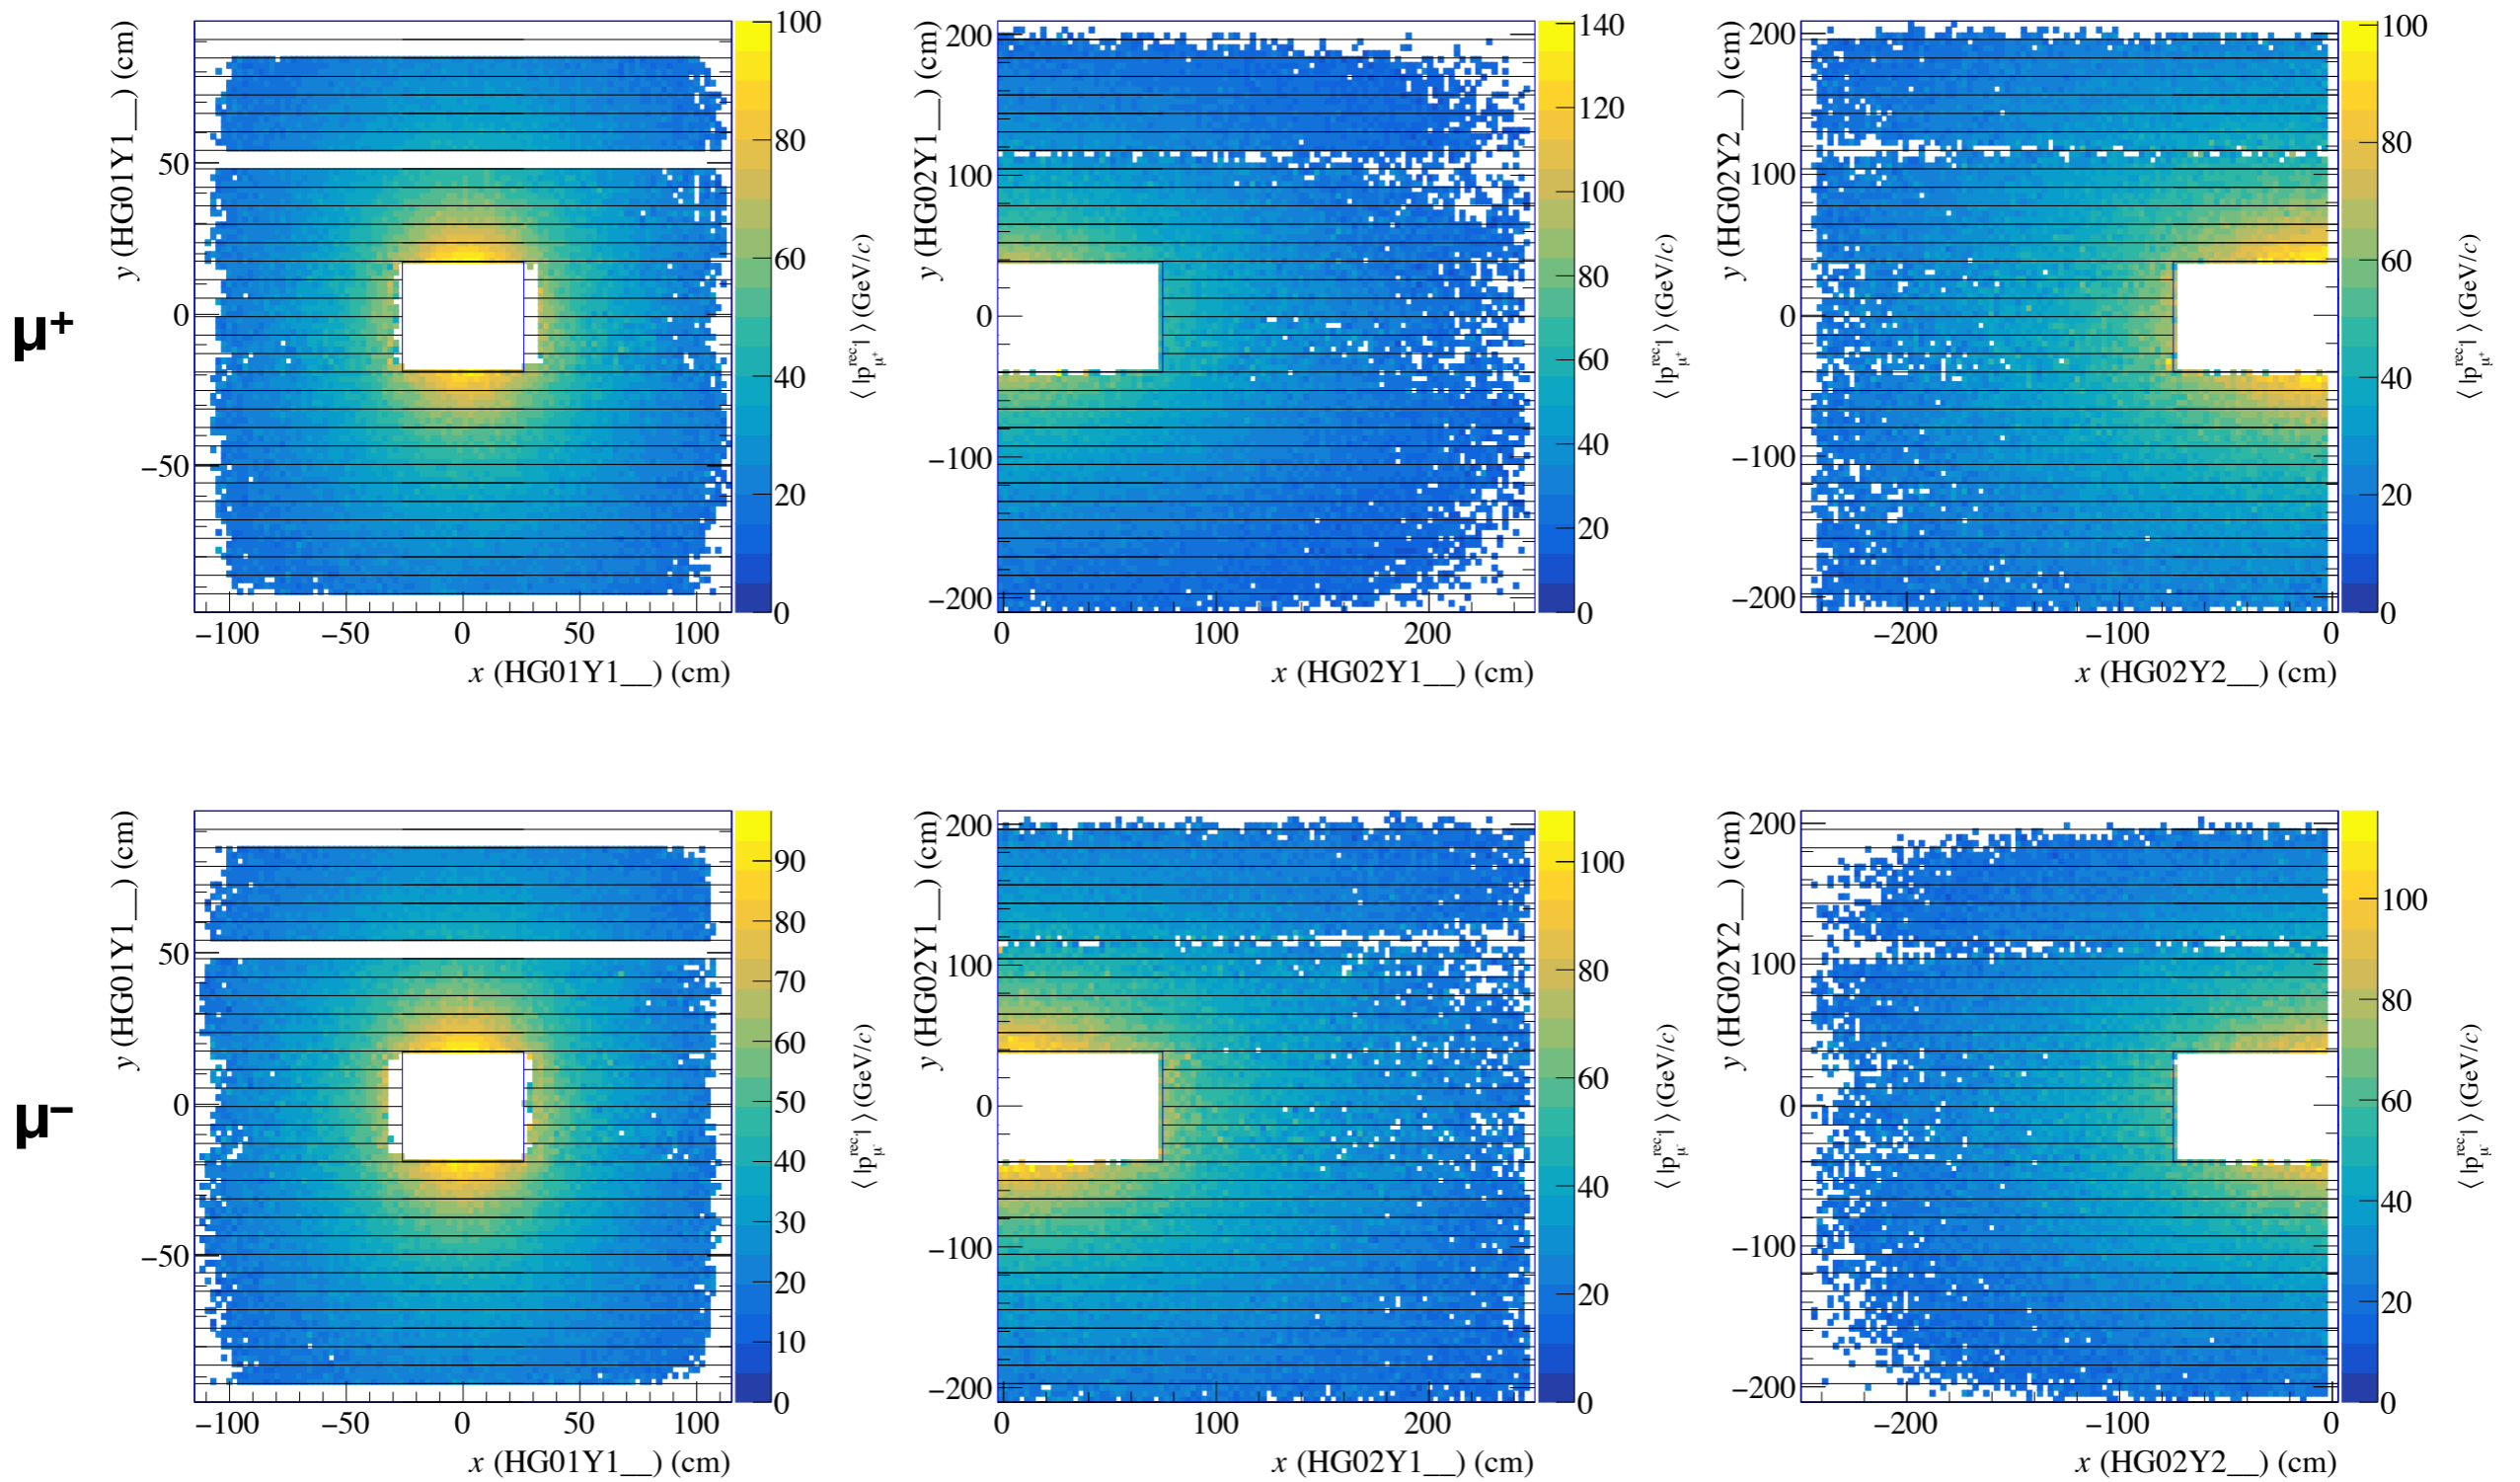 μ+
y (HG01Y1__) (cm)
50
0
−50
−100 −50 0 50 100
x (HG01Y1__) (cm)
100
80
60
40
20
0
⟨ |p^rec._μ+| ⟩ (GeV/c)
y (HG02Y1__) (cm)
200
100
0
−100
−200
0 100 200
x (HG02Y1__) (cm)
140
120
100
80
60
40
20
0
⟨ |p^rec._μ+| ⟩ (GeV/c)
y (HG02Y2__) (cm)
200
100
0
−100
−200
−200 −100 0
x (HG02Y2__) (cm)
100
80
60
40
20
0
⟨ |p^rec._μ+| ⟩ (GeV/c)
μ−
y (HG01Y1__) (cm)
50
0
−50
−100 −50 0 50 100
x (HG01Y1__) (cm)
90
80
70
60
50
40
30
20
10
0
⟨ |p^rec._μ-| ⟩ (GeV/c)
y (HG02Y1__) (cm)
200
100
0
−100
−200
0 100 200
x (HG02Y1__) (cm)
100
80
60
40
20
0
⟨ |p^rec._μ-| ⟩ (GeV/c)
y (HG02Y2__) (cm)
200
100
0
−100
−200
−200 −100 0
x (HG02Y2__) (cm)
100
80
60
40
20
0
⟨ |p^rec._μ-| ⟩ (GeV/c)